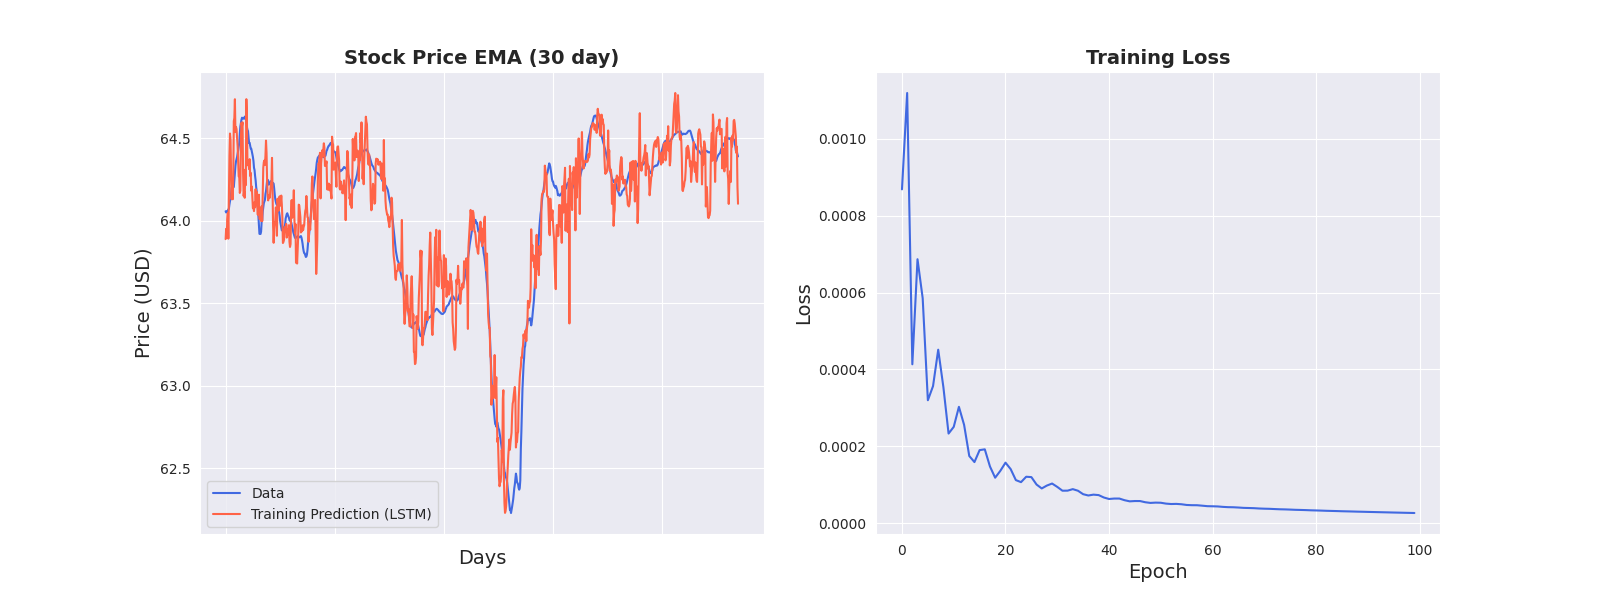 Stock Price EMA (30 day)
Price (USD)
64.5
64.0
63.5
63.0
62.5
Data
Training Prediction (LSTM)
Days
Training Loss
Loss
0.0010
0.0008
0.0006
0.0004
0.0002
0.0000
0 20 40 60 80 100
Epoch